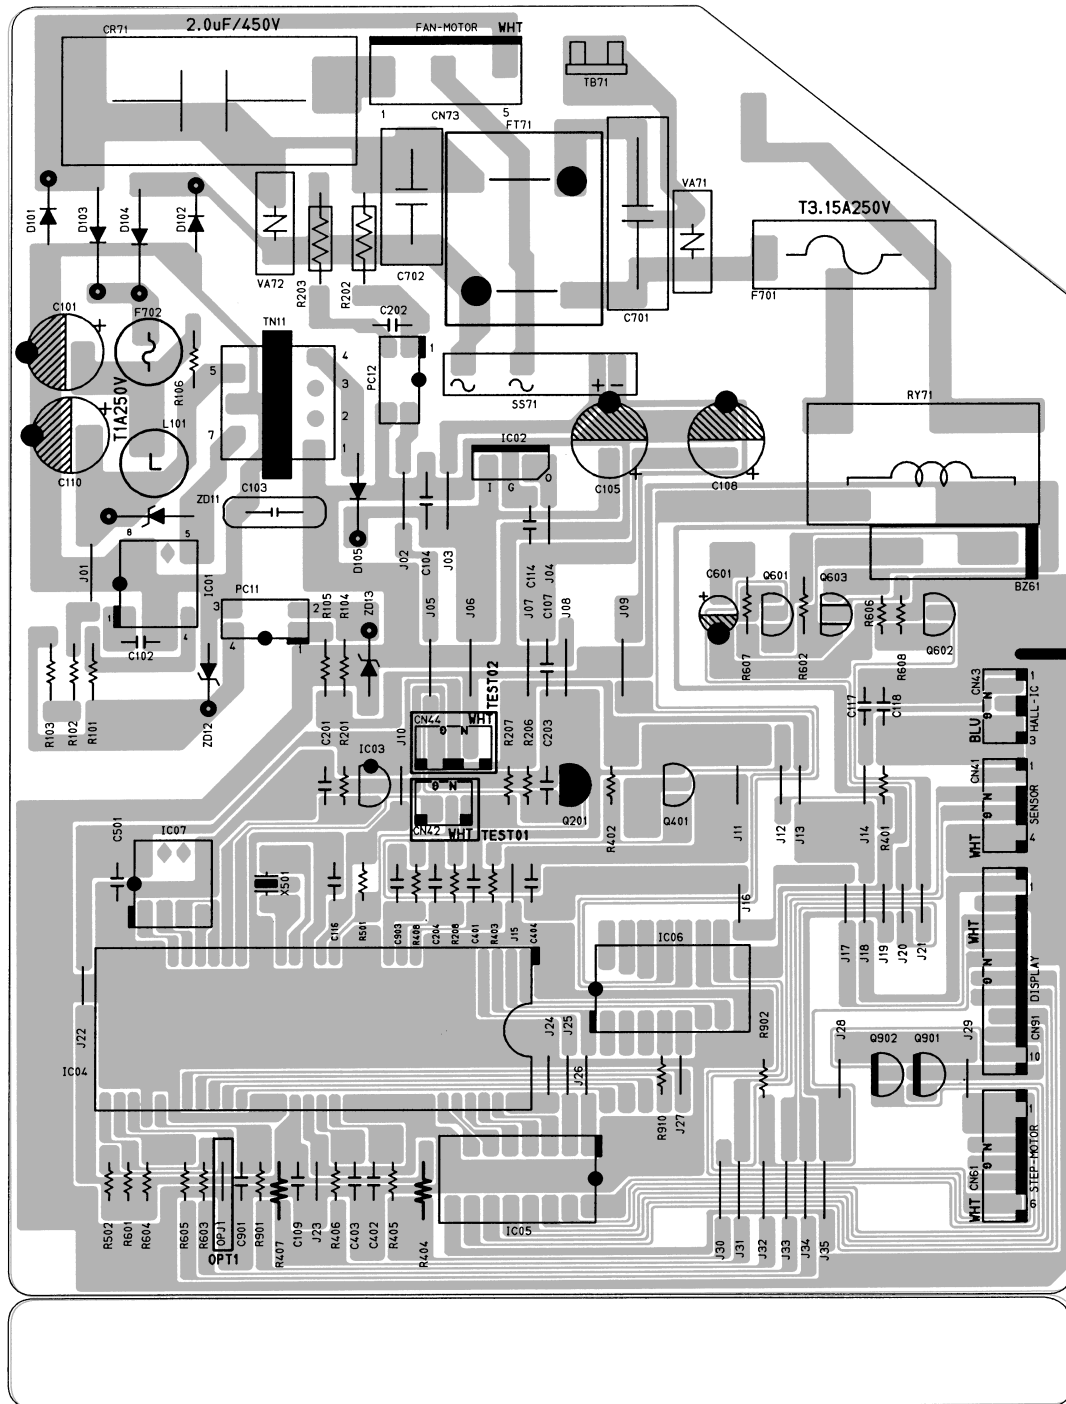 2.0uF/450V
CR71
FAN-MOTOR WHT
TB71
1 CN73 5
FT71
VA71
T3.15A250V
D101
D103
D104
D102
VA72
R203
R202
C702
C701
F701
C101
F702
C202
TN11
PC12
1
5
4
3
2
7
1
R106
T1A250V
SS71
RY71
L101
C110
IC02
I G O
C105
C108
ZD11
C103
8 5
J01
IC01
D105
J02
C104
J03
C114
J04
BZ61
C601
Q601
Q603
PC11
3 2
4 1
1 4
C102
R105
R104
ZD13
J05
J06
J07
C107
J08
J09
R607
R602
R606
R608
Q602
R103
R102
R101
ZD12
C201
R201
J10
IC03
CN44
WHT
TEST02
R207
R206
C203
C117
C118
CN43
1
HALL-IC
BLU
3
CN42
WHT TEST01
Q201
R402
Q401
J11
J12
J13
J14
R401
CN41
1
SENSOR
WHT
4
C501
IC07
X501
C116
R501
C903
R408
C204
R208
C401
R403
J15
C404
J16
J17
J18
J19
J20
J21
1
WHT
DISPLAY
CN91
10
IC06
J22
IC04
J24
J25
J26
R902
J28
Q902
Q901
J29
R910
J27
1
CN61
STEP-MOTOR
WHT
6
R502
R601
R604
R605
R603
OPJ1
C901
R901
R407
C109
J23
R406
C403
C402
R405
R404
IC05
OPT1
J30
J31
J32
J33
J34
J35